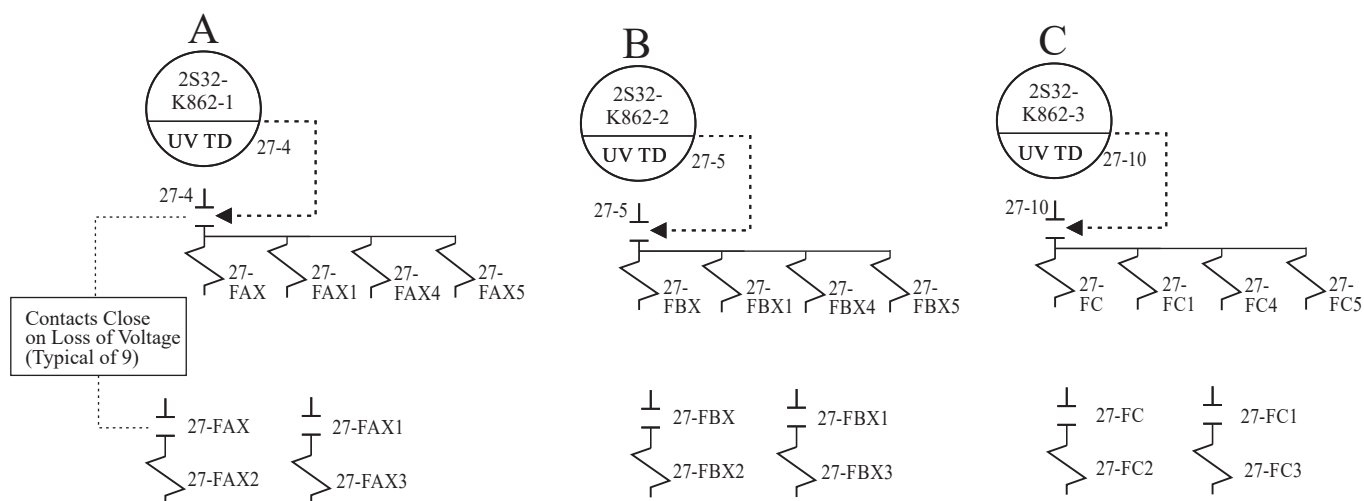 A
2S32-
K862-1
UV TD
27-4
27-4
27-
FAX
27-
FAX1
27-
FAX4
27-
FAX5
Contacts Close
on Loss of Voltage
(Typical of 9)
27-FAX
27-FAX1
27-FAX2
27-FAX3
B
2S32-
K862-2
UV TD
27-5
27-5
27-
FBX
27-
FBX1
27-
FBX4
27-
FBX5
27-FBX
27-FBX1
27-FBX2
27-FBX3
C
2S32-
K862-3
UV TD
27-10
27-10
27-
FC
27-
FC1
27-
FC4
27-
FC5
27-FC
27-FC1
27-FC2
27-FC3